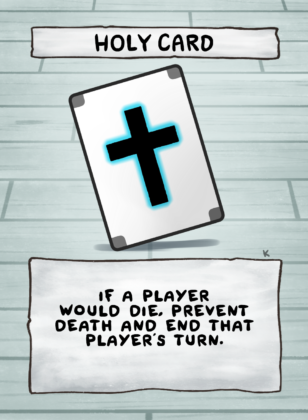 HOLY CARD
K
IF A PLAYER
WOULD DIE, PREVENT
DEATH AND END THAT
PLAYER'S TURN.